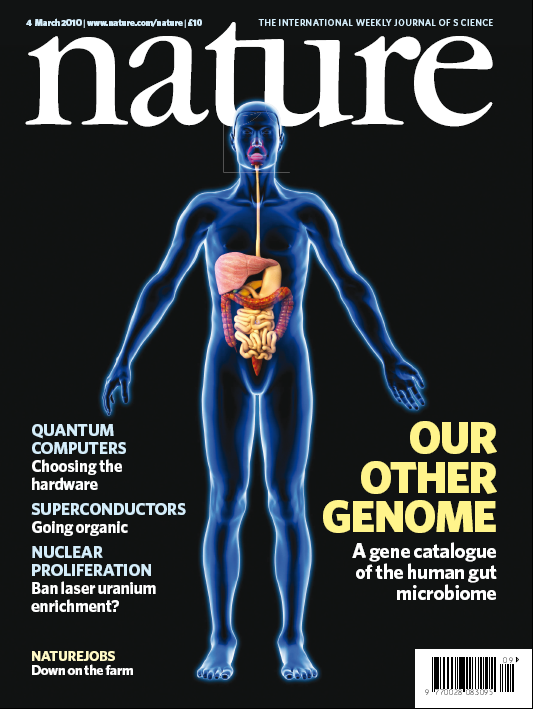 4 March 2010 | www.nature.com/nature | £10
THE INTERNATIONAL WEEKLY JOURNAL OF SCIENCE
nature
QUANTUM
COMPUTERS
Choosing the
hardware
SUPERCONDUCTORS
Going organic
NUCLEAR
PROLIFERATION
Ban laser uranium
enrichment?
NATUREJOBS
Down on the farm
OUR
OTHER
GENOME
A gene catalogue
of the human gut
microbiome
09
9 770028 083095